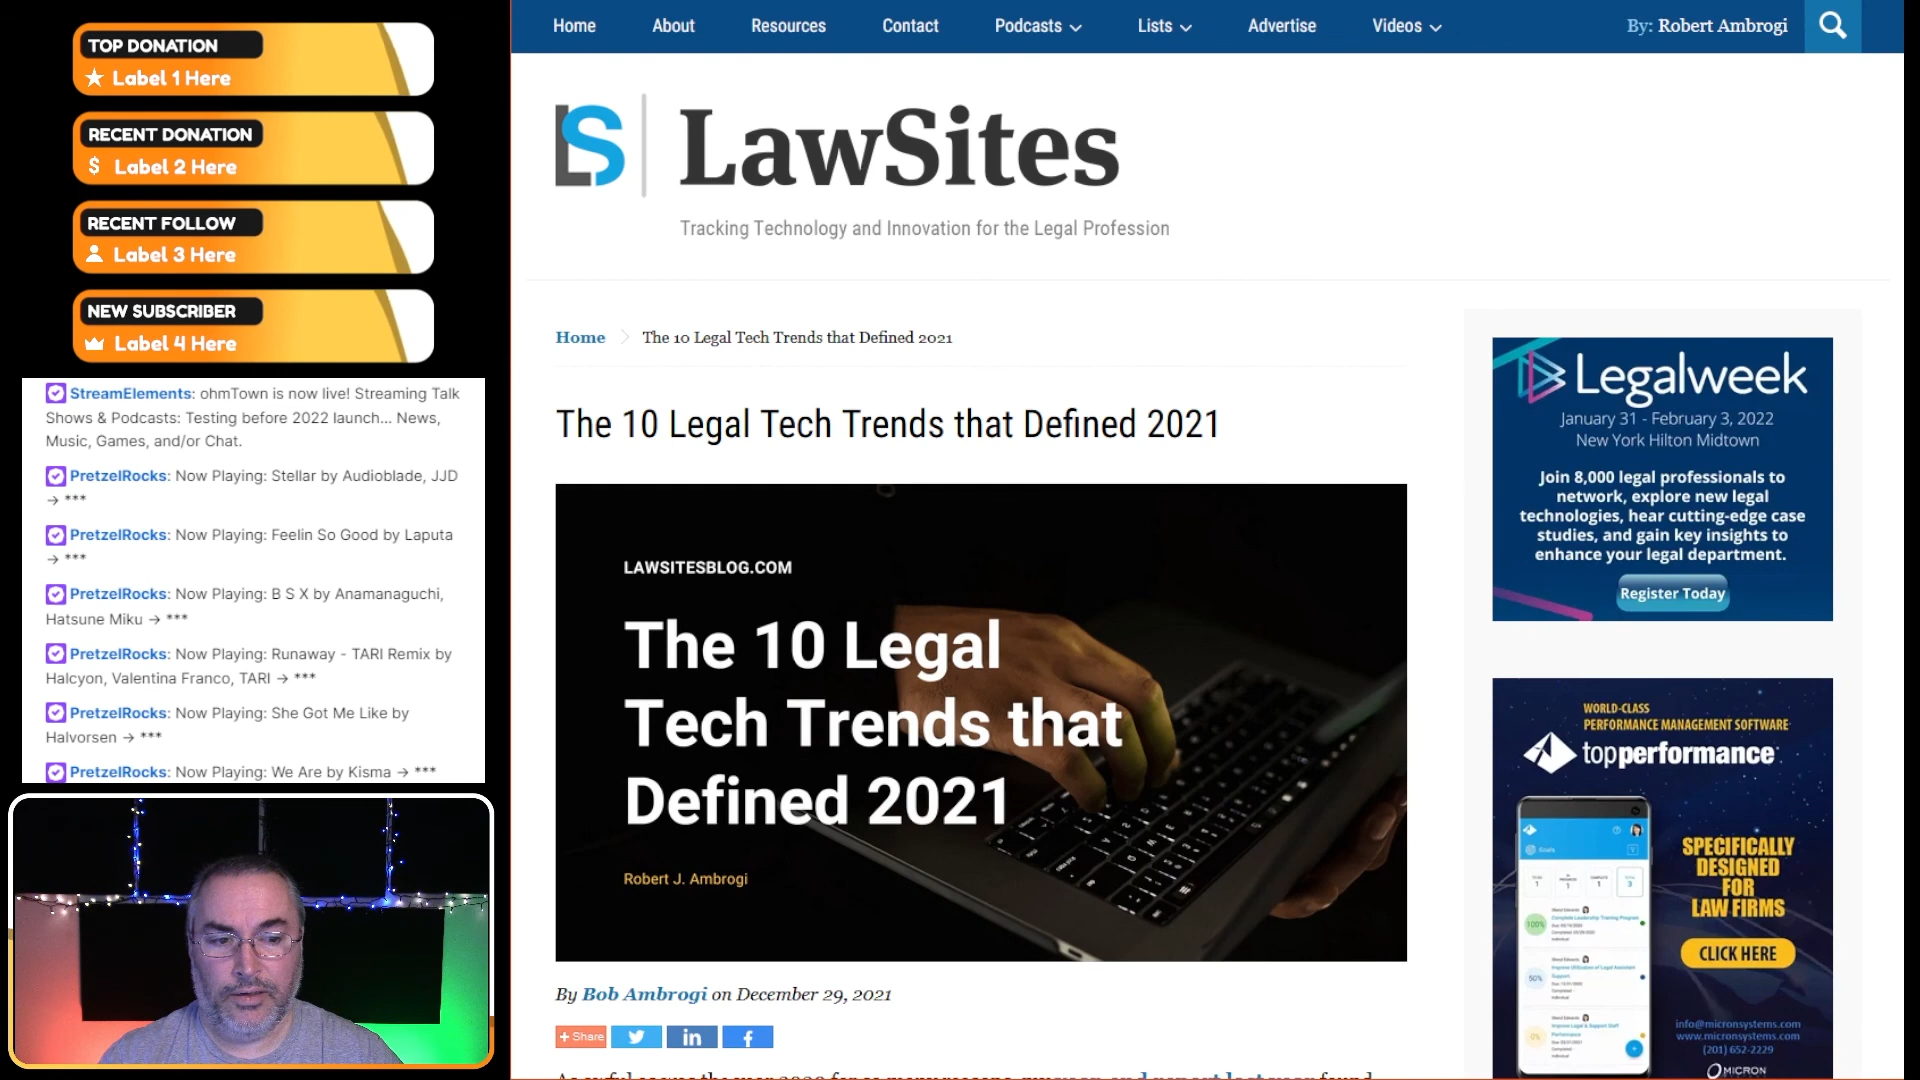 TOP DONATION
Label 1 Here
RECENT DONATION
$ Label 2 Here
RECENT FOLLOW
Label 3 Here
NEW SUBSCRIBER
Label 4 Here
StreamElements: ohmTown is now live! Streaming Talk
Shows & Podcasts: Testing before 2022 launch... News,
Music, Games, and/or Chat.
PretzelRocks: Now Playing: Stellar by Audioblade, JJD
→ ***
PretzelRocks: Now Playing: Feelin So Good by Laputa
→ ***
PretzelRocks: Now Playing: B S X by Anamanaguchi,
Hatsune Miku → ***
PretzelRocks: Now Playing: Runaway - TARI Remix by
Halcyon, Valentina Franco, TARI → ***
PretzelRocks: Now Playing: She Got Me Like by
Halvorsen → ***
PretzelRocks: Now Playing: We Are by Kisma → ***
Home About Resources Contact Podcasts Lists Advertise Videos By: Robert Ambrogi
LS LawSites
Tracking Technology and Innovation for the Legal Profession
Home The 10 Legal Tech Trends that Defined 2021
The 10 Legal Tech Trends that Defined 2021
LAWSITESBLOG.COM
The 10 Legal
Tech Trends that
Defined 2021
Robert J. Ambrogi
By Bob Ambrogi on December 29, 2021
+ Share
Legalweek
January 31 - February 3, 2022
New York Hilton Midtown
Join 8,000 legal professionals to
network, explore new legal
technologies, hear cutting-edge case
studies, and gain key insights to
enhance your legal department.
Register Today
WORLD-CLASS
PERFORMANCE MANAGEMENT SOFTWARE
topperformance
Goals
100%
50%
0%
SPECIFICALLY
DESIGNED
FOR
LAW FIRMS
CLICK HERE
info@micronsystems.com
www.micronsystems.com
(201) 652-2229
MICRON